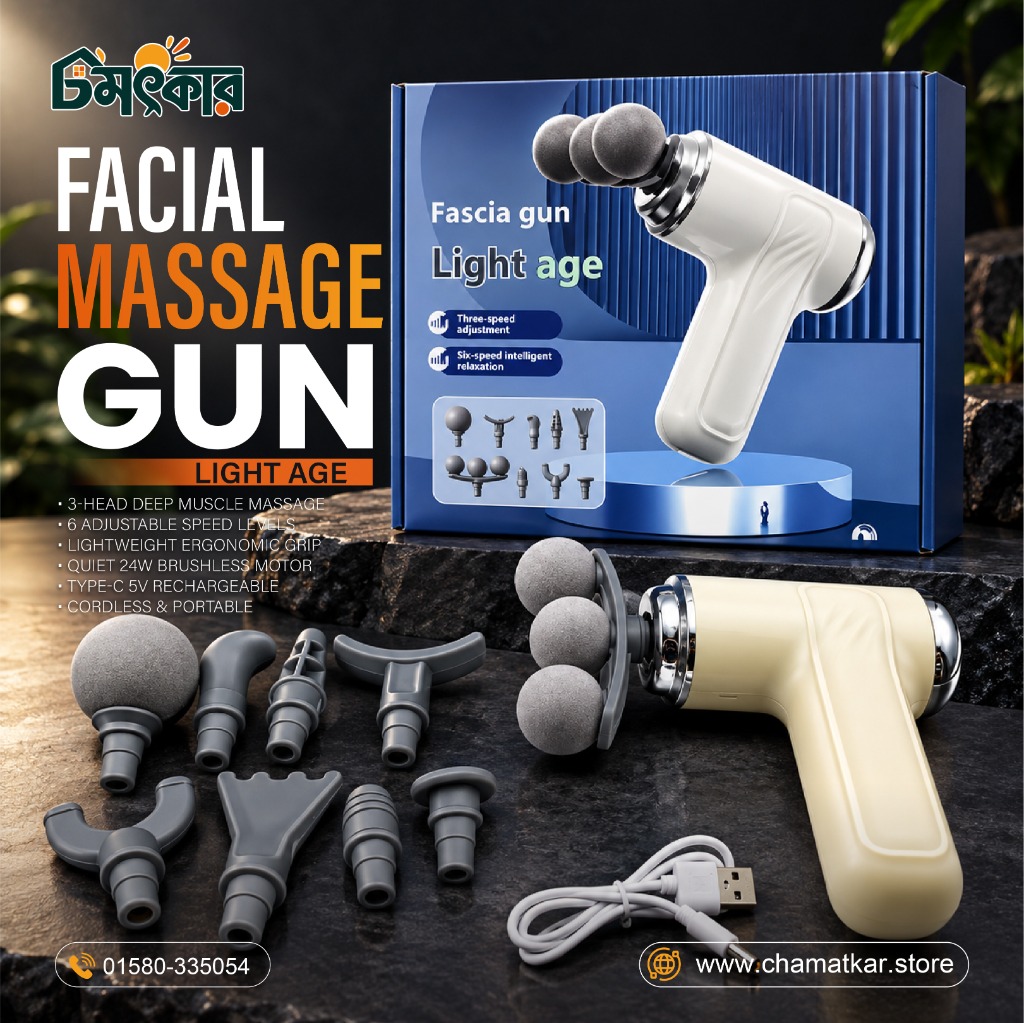 চমৎকার
FACIAL
MASSAGE
GUN
LIGHT AGE
• 3-HEAD DEEP MUSCLE MASSAGE
• 6 ADJUSTABLE SPEED LEVELS
• LIGHTWEIGHT ERGONOMIC GRIP
• QUIET 24W BRUSHLESS MOTOR
• TYPE-C 5V RECHARGEABLE
• CORDLESS & PORTABLE
Fascia gun
Light age
Three-speed
adjustment
Six-speed intelligent
relaxation
01580-335054
www.chamatkar.store